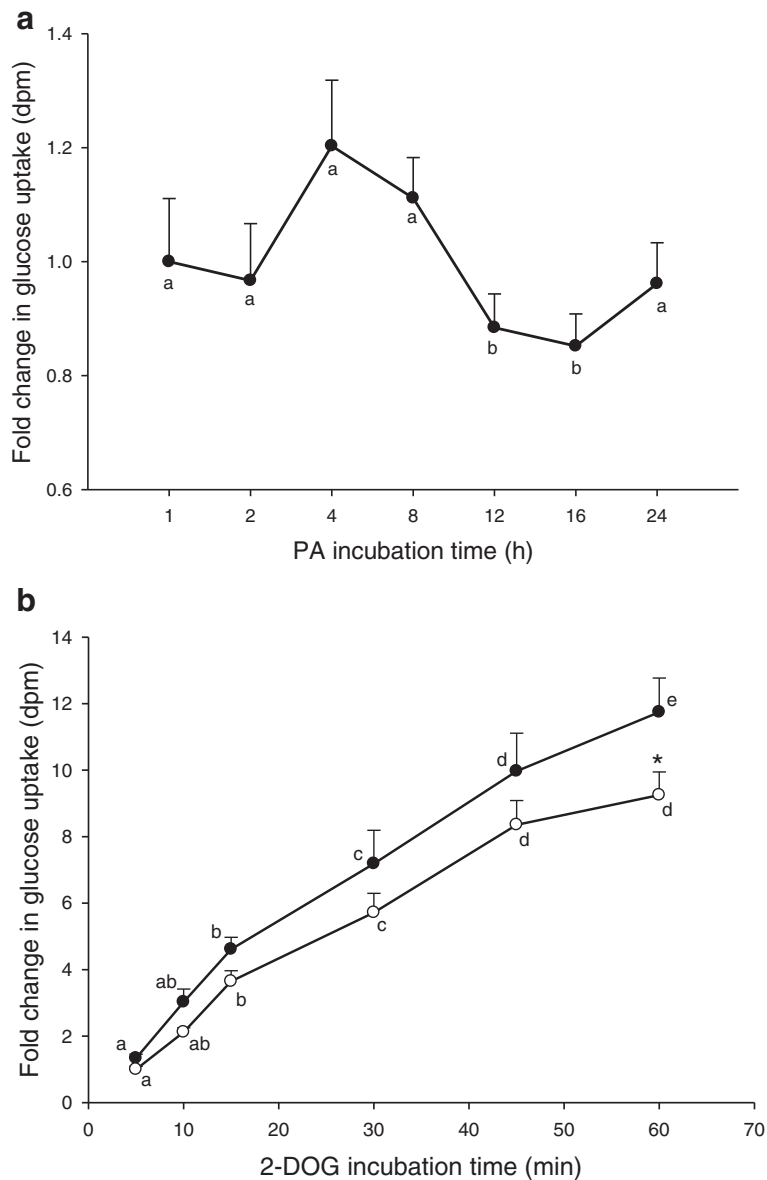 a
1.4
1.2
1.0
0.8
0.6
Fold change in glucose uptake (dpm)
a
a
a
a
b
b
a
1
2
4
8
12
16
24
PA incubation time (h)
b
14
12
10
8
6
4
2
0
Fold change in glucose uptake (dpm)
a
ab
b
c
d
e
a
ab
b
c
d
*
d
0
10
20
30
40
50
60
70
2-DOG incubation time (min)